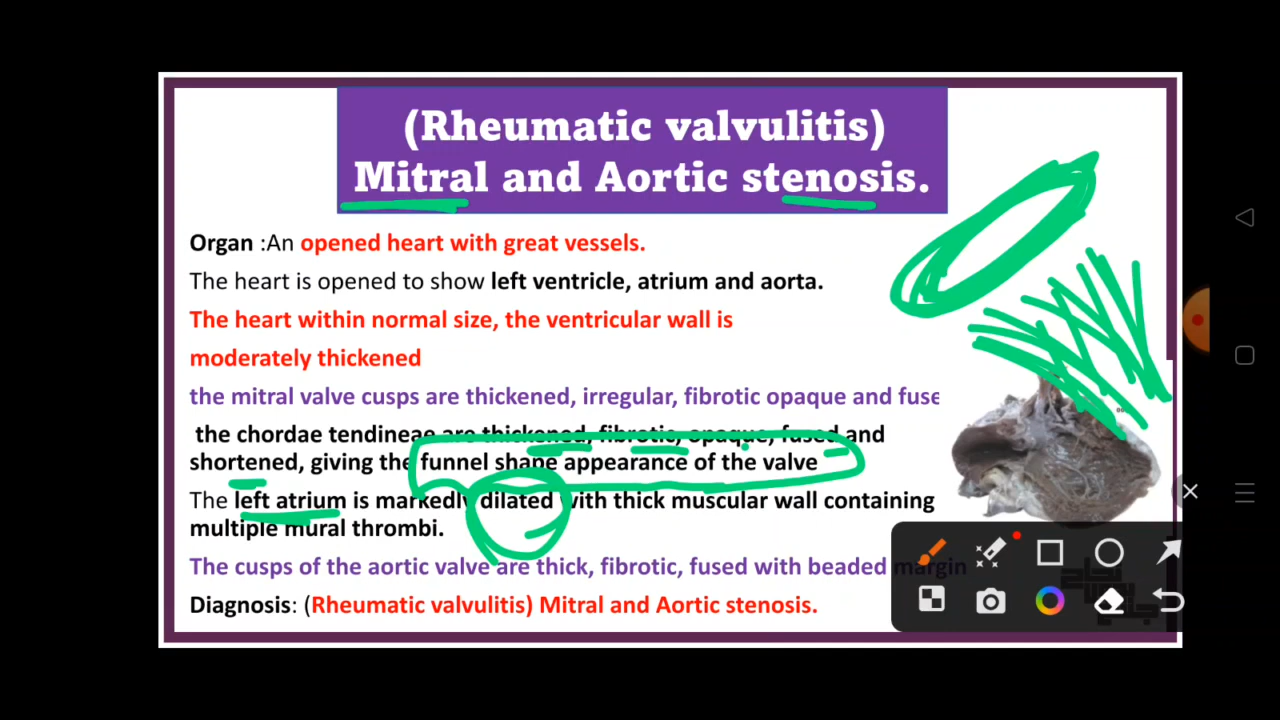 (Rheumatic valvulitis)
Mitral and Aortic stenosis.
Organ :An opened heart with great vessels.
The heart is opened to show left ventricle, atrium and aorta.
The heart within normal size, the ventricular wall is
moderately thickened
the mitral valve cusps are thickened, irregular, fibrotic opaque and fuse
the chordae tendineae are thickened, fibrotic, opaque, fused and
shortened, giving the funnel shape appearance of the valve
The left atrium is markedly dilated with thick muscular wall containing
multiple mural thrombi.
The cusps of the aortic valve are thick, fibrotic, fused with beaded margin
Diagnosis: (Rheumatic valvulitis) Mitral and Aortic stenosis.